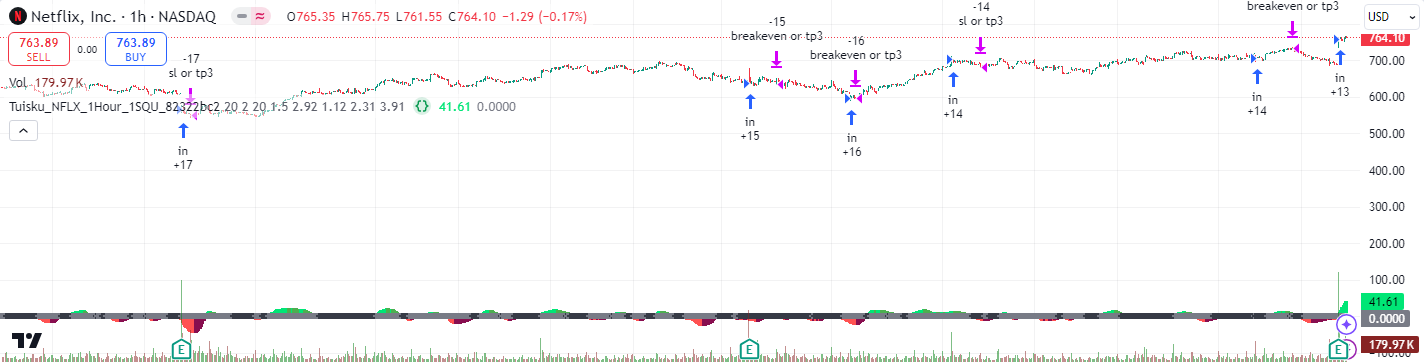 Netflix, Inc. · 1h · NASDAQ O765.35 H765.75 L761.55 C764.10 −1.29 (−0.17%)
USD
763.89 SELL 0.00 763.89 BUY
764.10
Vol 179.97K
Tuisku_NFLX_1Hour_1SQU_82322bc2 2 20 2 20 1.5 2.92 1.12 2.31 3.91 {} 41.61 0.0000
-17
sl or tp3
in
+17
-15
breakeven or tp3
in
+15
-16
breakeven or tp3
in
+16
-14
sl or tp3
in
+14
breakeven or tp3
in
+14
in
+13
700.00
600.00
500.00
400.00
300.00
200.00
100.00
41.61
0.0000
179.97K
E
E
E